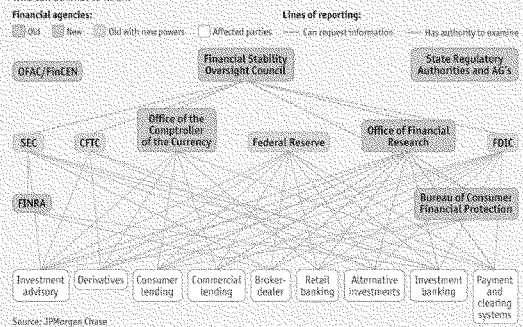 Financial agencies:
Lines of reporting:
Old
New
Old with new powers
Affected parties
Can request information
Has authority to examine
OFAC/FinCEN
Financial Stability
Oversight Council
State Regulatory
Authorities and AG's
SEC
CFTC
Office of the
Comptroller
of the Currency
Federal Reserve
Office of Financial
Research
FDIC
FINRA
Bureau of Consumer
Financial Protection
Investment
advisory
Derivatives
Consumer
lending
Commercial
lending
Broker-
dealer
Retail
banking
Alternative
investments
Investment
banking
Payment
and
clearing
systems
Source: JPMorgan Chase